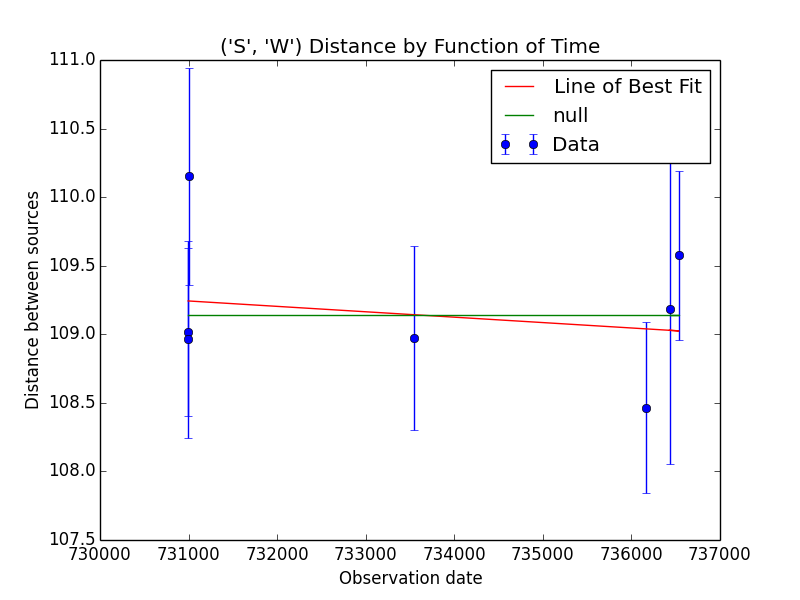 ('S', 'W') Distance by Function of Time
111.0
110.5
110.0
109.5
109.0
108.5
108.0
107.5
Distance between sources
Line of Best Fit
null
Data
730000 731000 732000 733000 734000 735000 736000 737000
Observation date